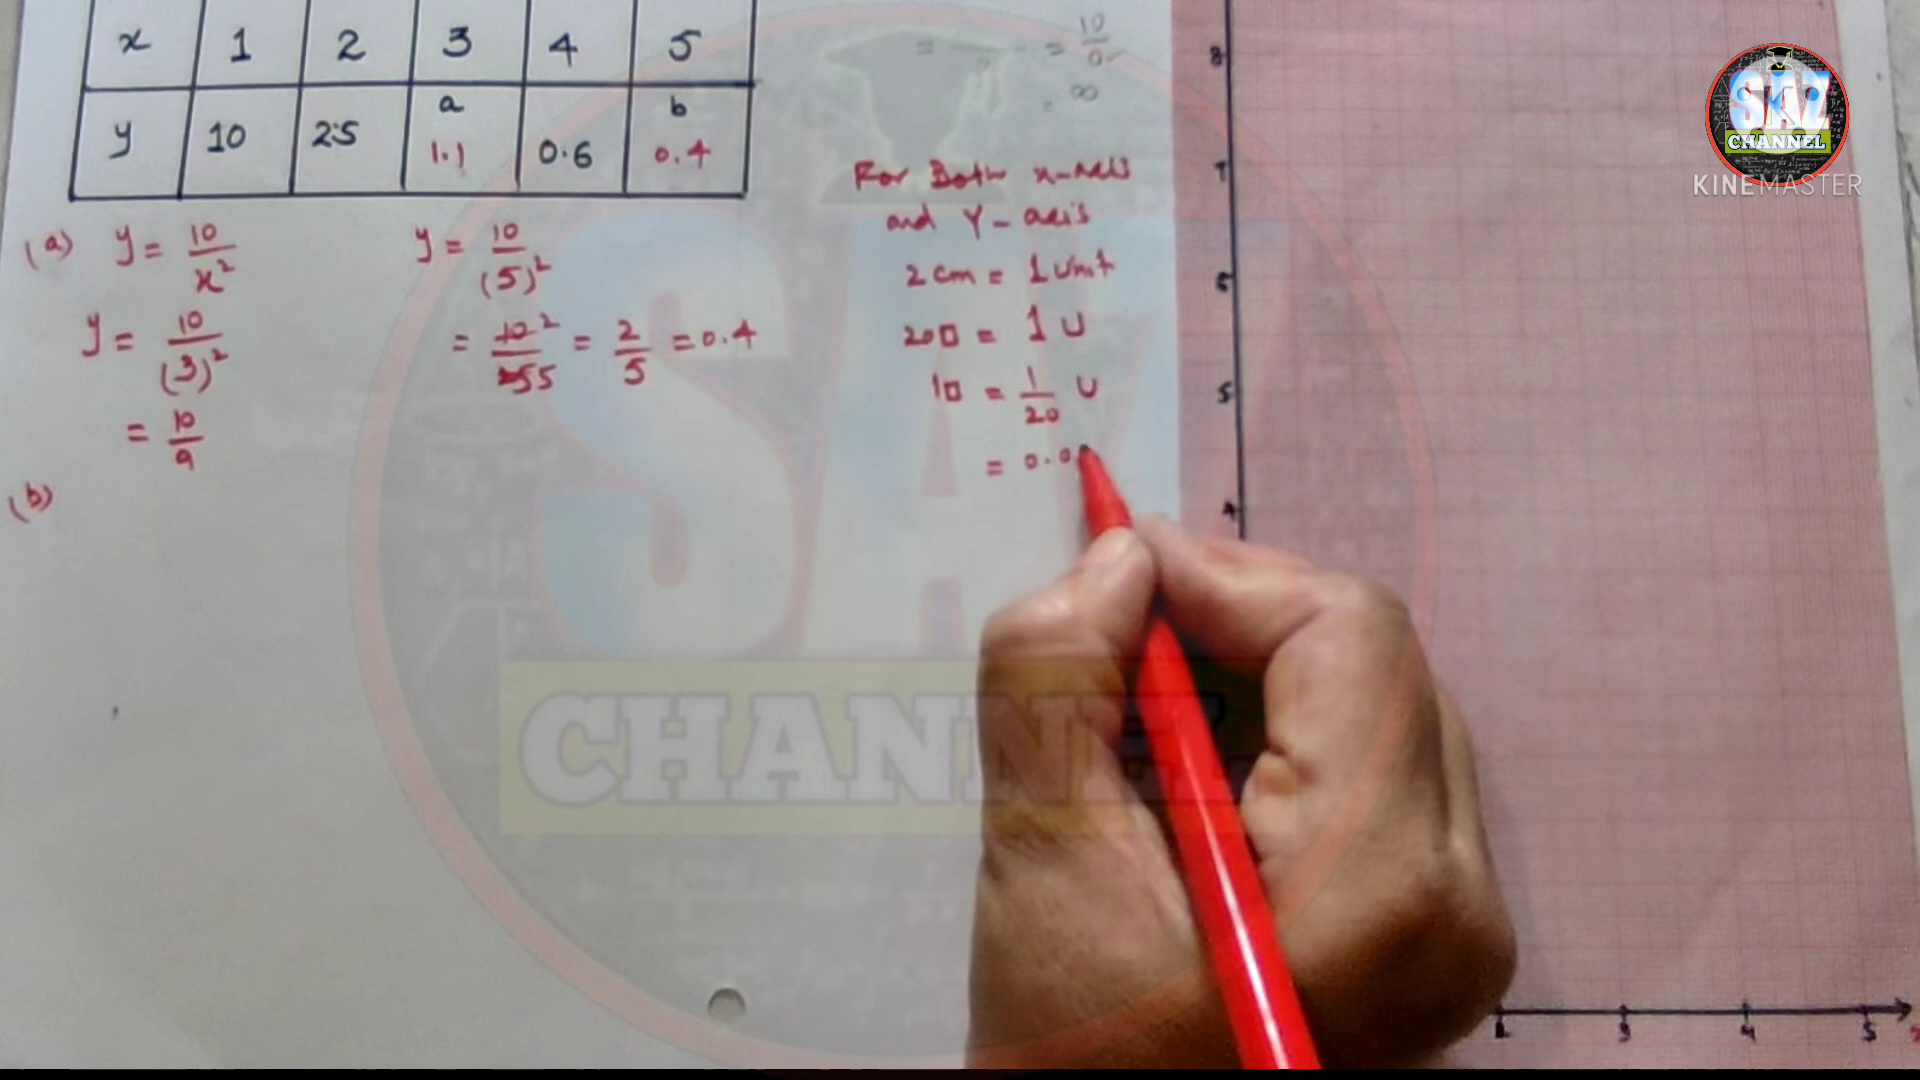 x 1 2 3 4 5
y 10 2.5 a 1.1 0.6 b 0.4
= = 10/0
= ∞
(a) y = 10/x²
y = 10/(3)²
= 10/9
y = 10/(5)²
= 10 2/25 5 = 2/5 = 0.4
(b)
For Both x-axis
and Y-axis
2 cm = 1 Unit
20□ = 1 U
1□ = 1/20 U
= 0.0
8
7
6
5
4
3 4 5
SKZ
CHANNEL
KINEMASTER
SKZ
CHANNEL